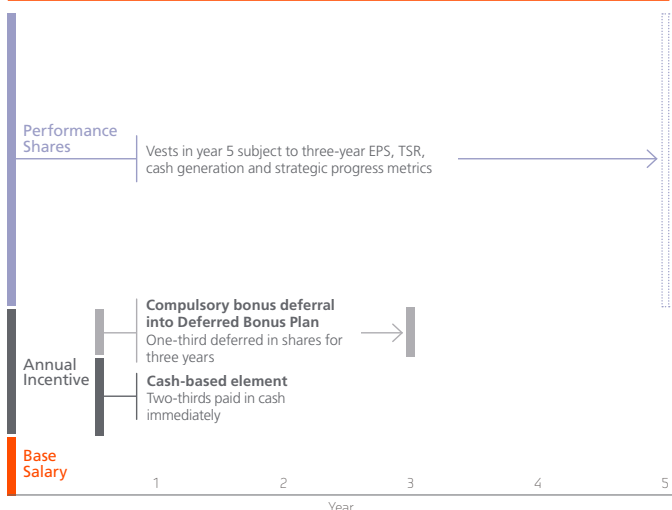 Performance
Shares
Vests in year 5 subject to three-year EPS, TSR,
cash generation and strategic progress metrics
Compulsory bonus deferral
into Deferred Bonus Plan
One-third deferred in shares for
three years
Annual
Incentive
Cash-based element
Two-thirds paid in cash
immediately
Base
Salary
1 2 3 4 5
Year